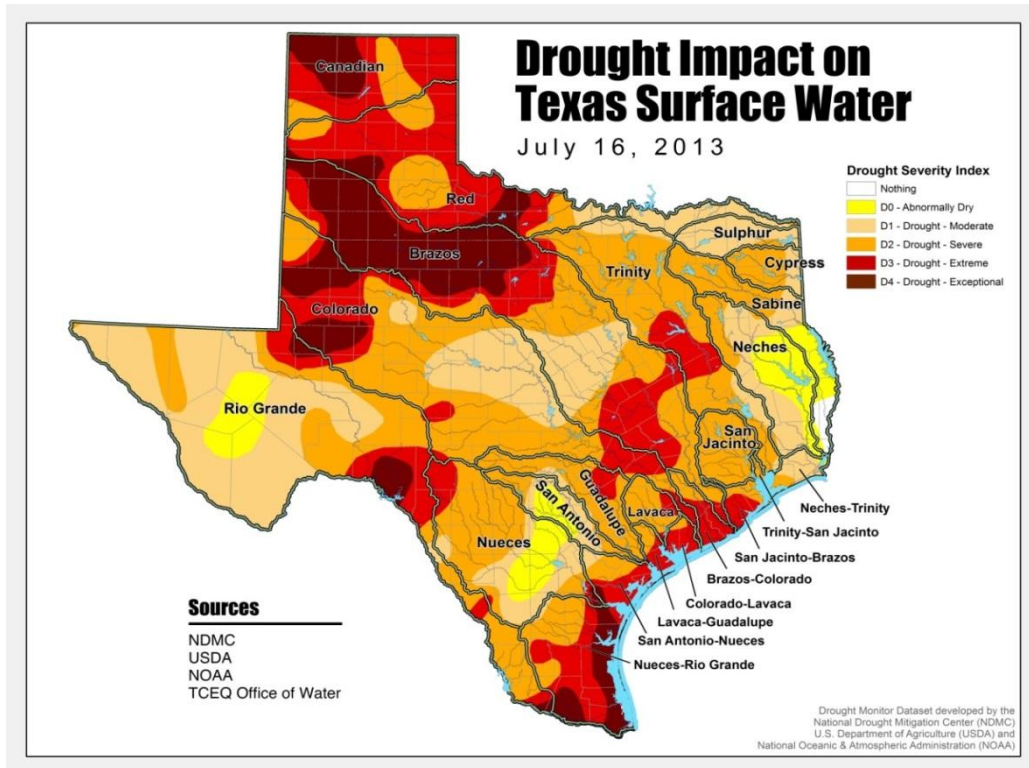 Drought Impact on
Texas Surface Water
July 16, 2013
Drought Severity Index
Nothing
D0 - Abnormally Dry
D1 - Drought - Moderate
D2 - Drought - Severe
D3 - Drought - Extreme
D4 - Drought - Exceptional
Canadian
Red
Brazos
Colorado
Sulphur
Cypress
Trinity
Sabine
Neches
Rio Grande
San
Jacinto
Guadalupe
San Antonio
Lavaca
Nueces
Neches-Trinity
Trinity-San Jacinto
San Jacinto-Brazos
Brazos-Colorado
Colorado-Lavaca
Lavaca-Guadalupe
San Antonio-Nueces
Nueces-Rio Grande
Sources
NDMC
USDA
NOAA
TCEQ Office of Water
Drought Monitor Dataset developed by the
National Drought Mitigation Center (NDMC)
U.S. Department of Agriculture (USDA) and
National Oceanic & Atmospheric Administration (NOAA)